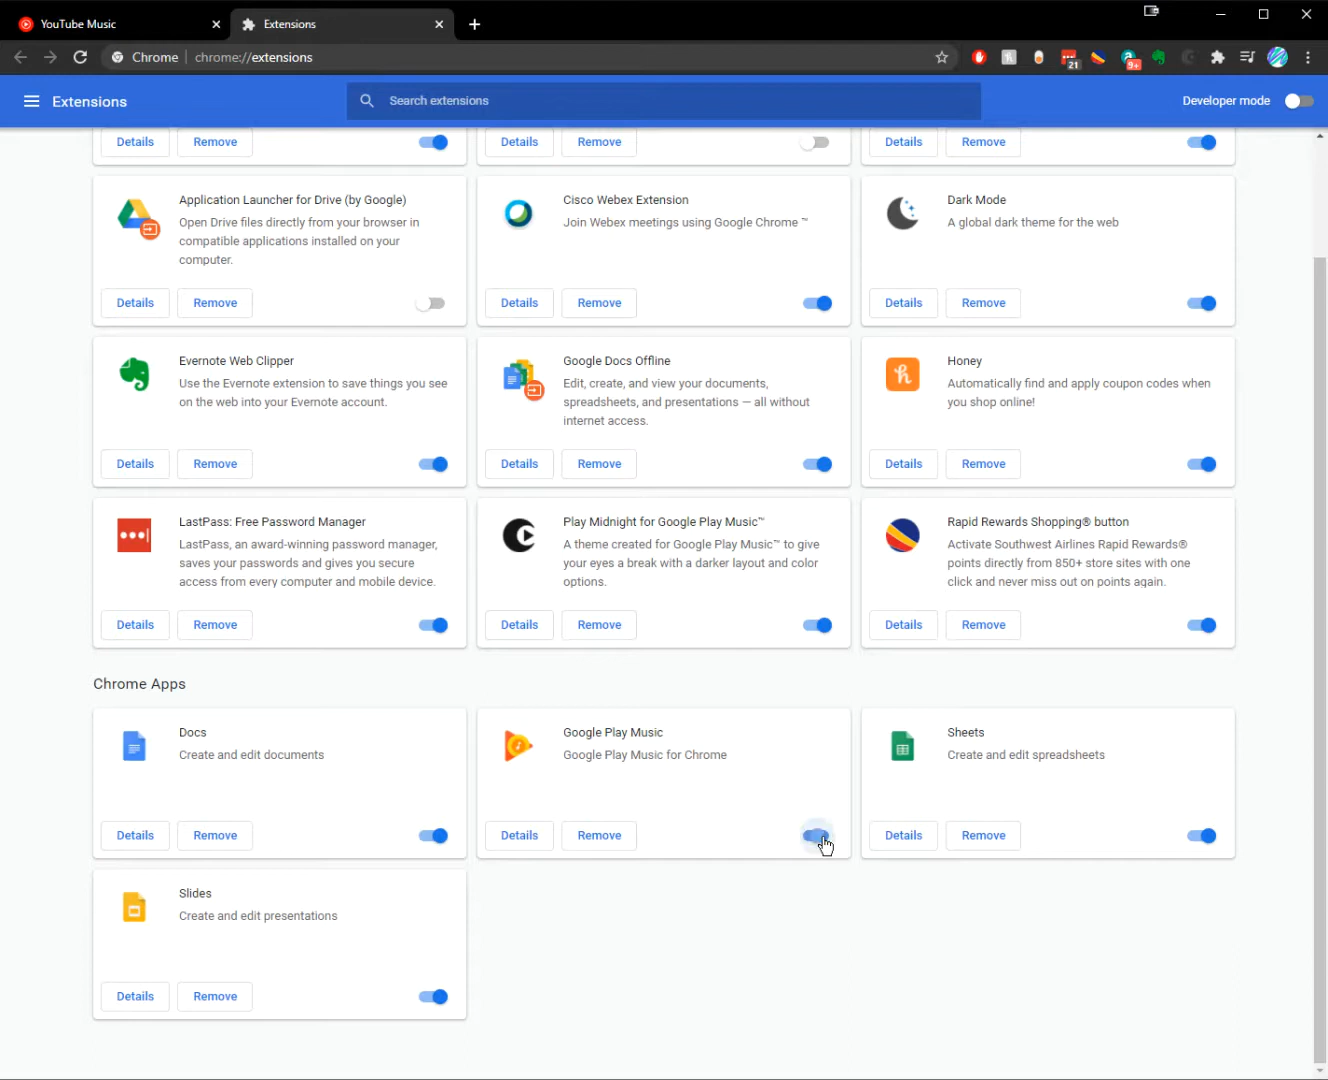 YouTube Music
Extensions
Chrome
chrome://extensions
21
9+
Extensions
Search extensions
Developer mode
Details
Remove
Details
Remove
Details
Remove
Application Launcher for Drive (by Google)
Open Drive files directly from your browser in
compatible applications installed on your
computer.
Details
Remove
Cisco Webex Extension
Join Webex meetings using Google Chrome ™
Details
Remove
Dark Mode
A global dark theme for the web
Details
Remove
Evernote Web Clipper
Use the Evernote extension to save things you see
on the web into your Evernote account.
Details
Remove
Google Docs Offline
Edit, create, and view your documents,
spreadsheets, and presentations — all without
internet access.
Details
Remove
Honey
Automatically find and apply coupon codes when
you shop online!
Details
Remove
LastPass: Free Password Manager
LastPass, an award-winning password manager,
saves your passwords and gives you secure
access from every computer and mobile device.
Details
Remove
Play Midnight for Google Play Music™
A theme created for Google Play Music™ to give
your eyes a break with a darker layout and color
options.
Details
Remove
Rapid Rewards Shopping® button
Activate Southwest Airlines Rapid Rewards®
points directly from 850+ store sites with one
click and never miss out on points again.
Details
Remove
Chrome Apps
Docs
Create and edit documents
Details
Remove
Google Play Music
Google Play Music for Chrome
Details
Remove
Sheets
Create and edit spreadsheets
Details
Remove
Slides
Create and edit presentations
Details
Remove